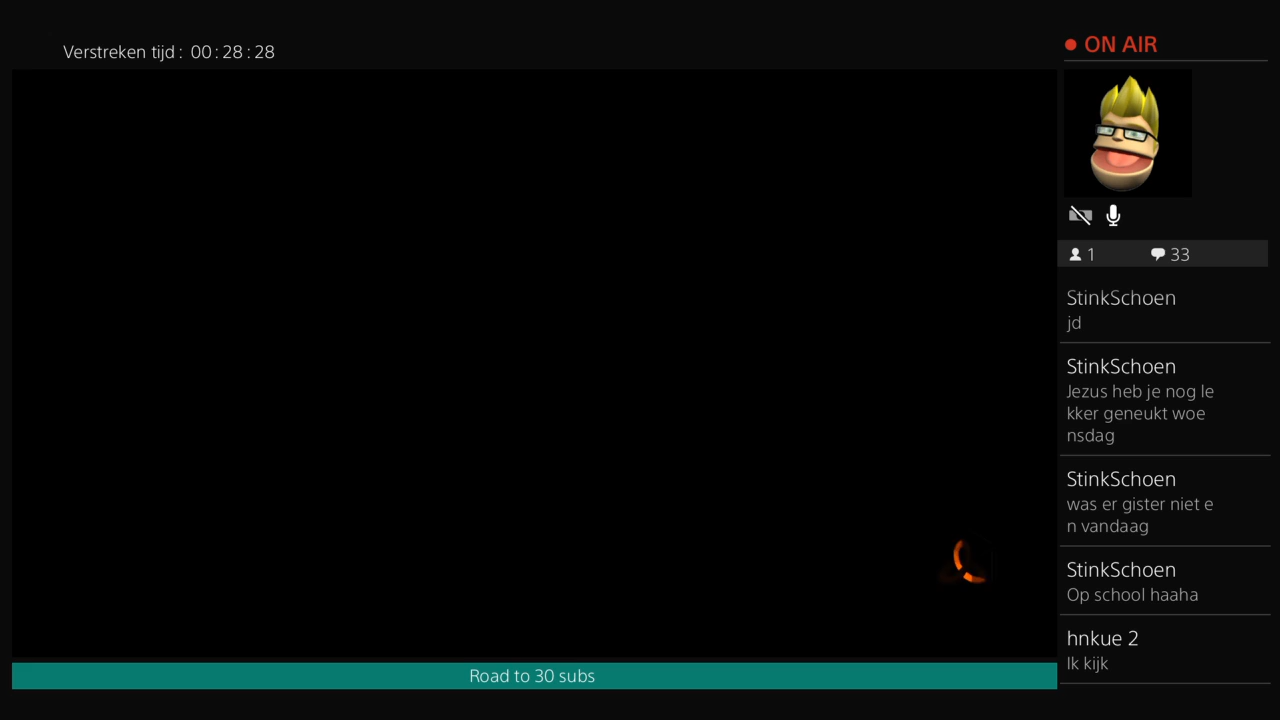 Verstreken tijd : 00 : 28 : 28
ON AIR
1 33
StinkSchoen
jd
StinkSchoen
Jezus heb je nog le
kker geneukt woe
nsdag
StinkSchoen
was er gister niet e
n vandaag
StinkSchoen
Op school haaha
hnkue 2
Ik kijk
Road to 30 subs